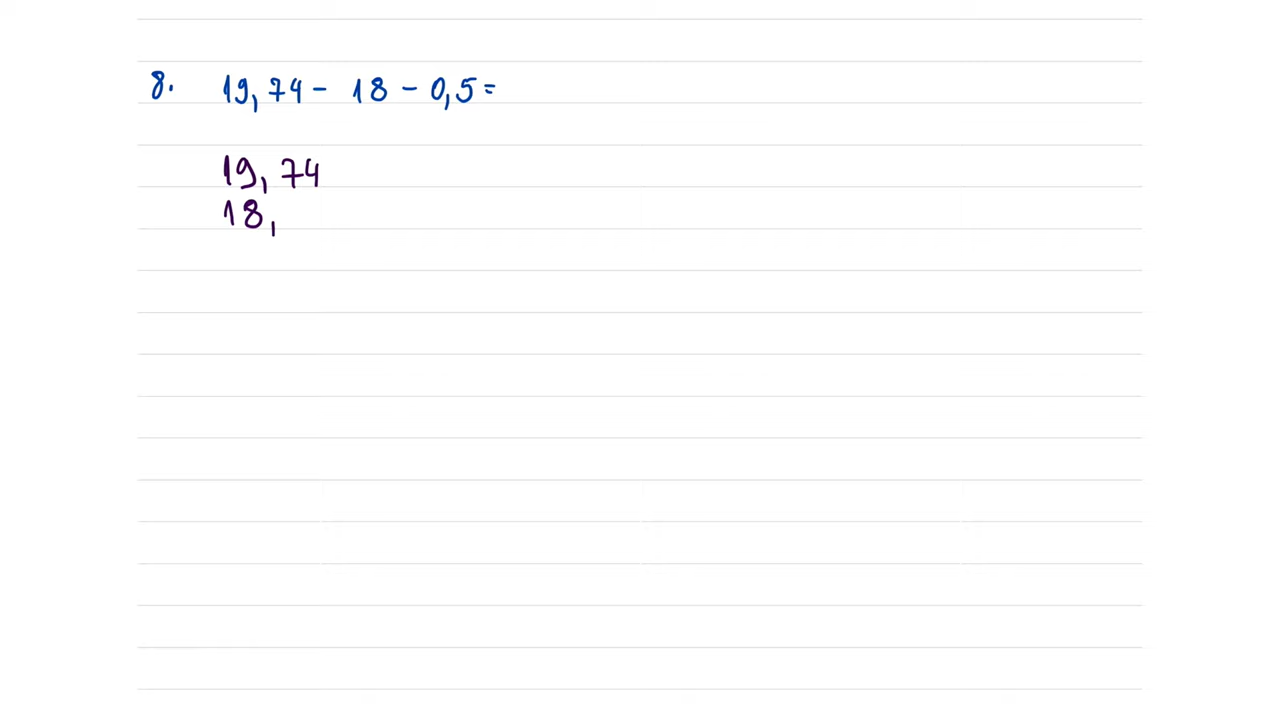 8. 19,74 - 18 - 0,5 =
19,74
18,